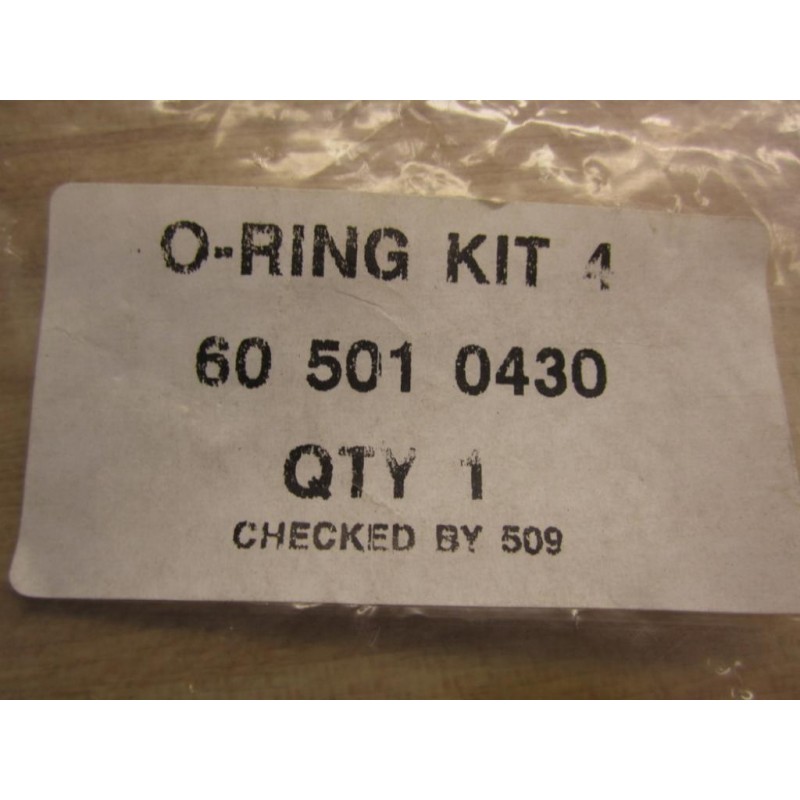 O-RING KIT 4
60 501 0430
QTY 1
CHECKED BY 509